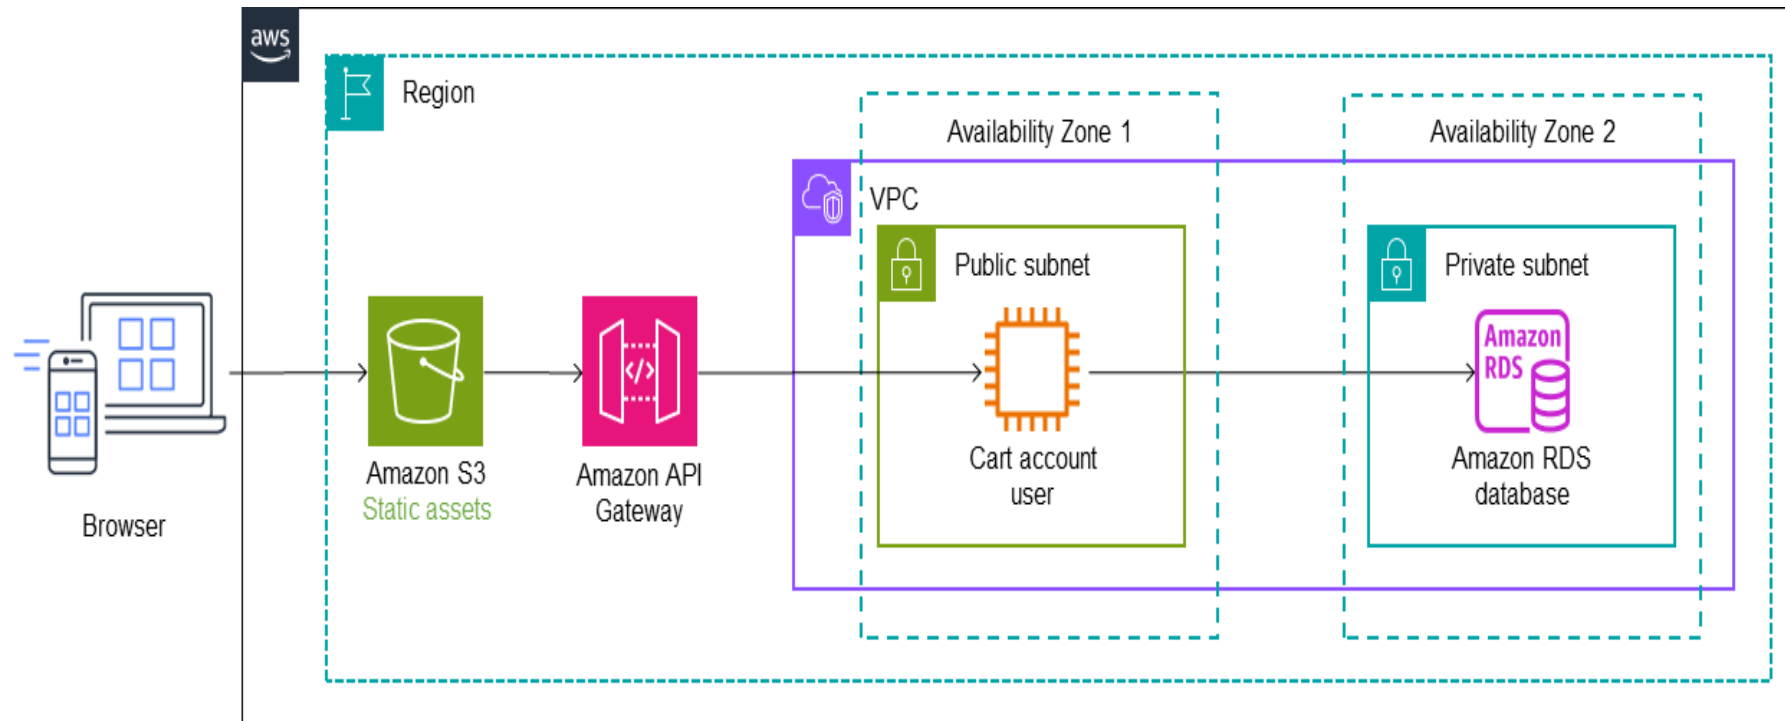 aws
Region
Availability Zone 1
Availability Zone 2
VPC
Public subnet
Private subnet
Amazon
RDS
</>
Cart account
user
Amazon RDS
database
Amazon S3
Static assets
Amazon API
Gateway
Browser